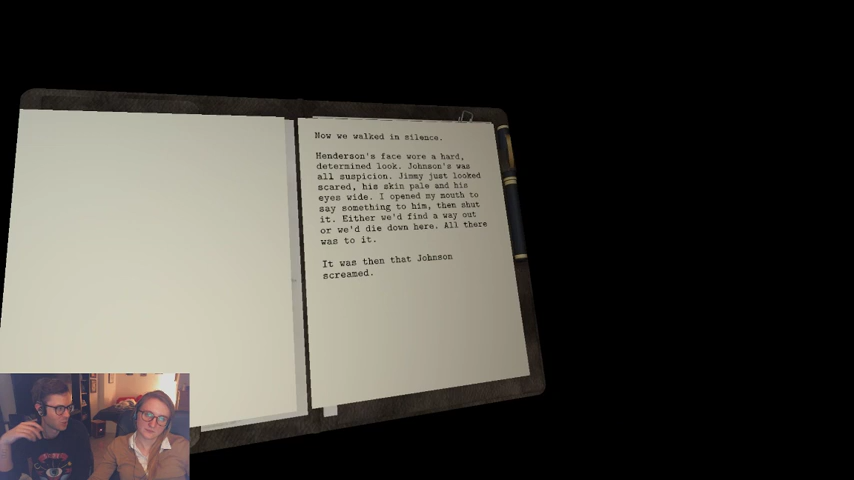 Now we walked in silence.
Henderson's face wore a hard,
determined look. Johnson's was
all suspicion. Jimmy just looked
scared, his skin pale and his
eyes wide. I opened my mouth to
say something to him, then shut
it. Either we'd find a way out
or we'd die down here. All there
was to it.
It was then that Johnson
screamed.